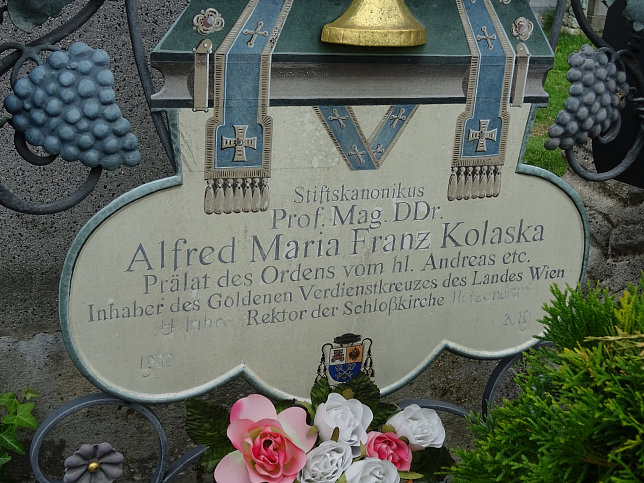 Stiftskanonikus
Prof. Mag. DDr.
Alfred Maria Franz Kolaska
Prälat des Ordens vom hl. Andreas etc.
Inhaber des Goldenen Verdienstkreuzes des Landes Wien
Jahre Rektor der Schloßkirche Hetzendorf